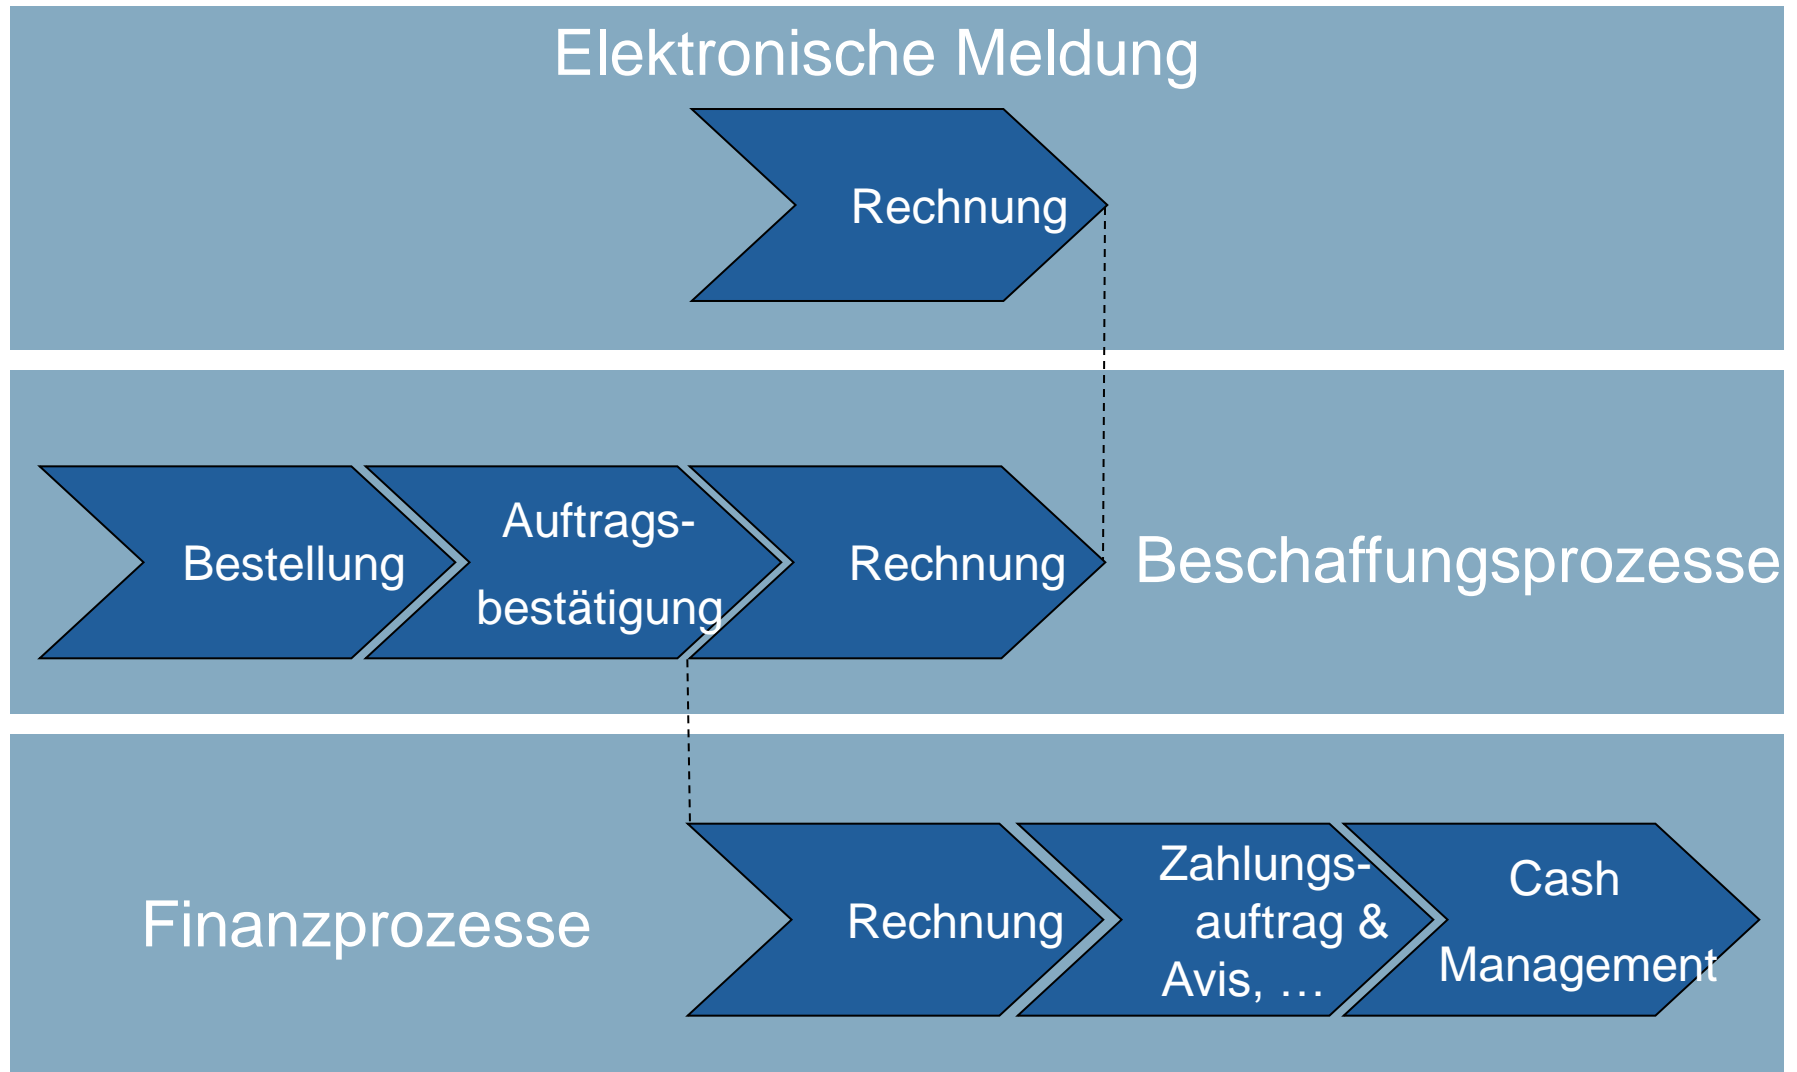 Elektronische Meldung
Rechnung
Bestellung
Auftrags-
bestätigung
Rechnung
Beschaffungsprozesse
Finanzprozesse
Rechnung
Zahlungs-
auftrag &
Avis, …
Cash
Management